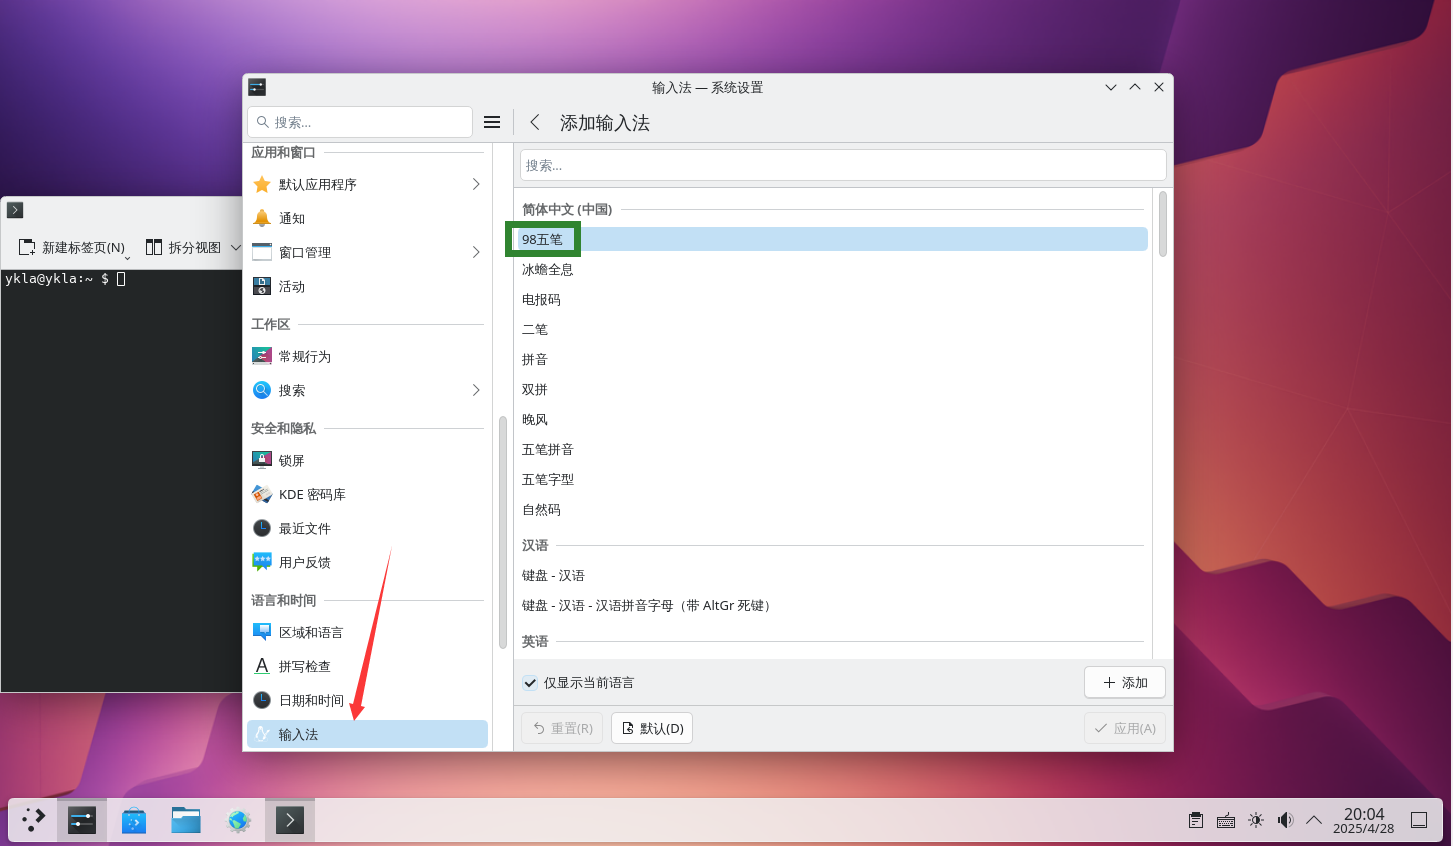 输入法 — 系统设置
搜索...
添加输入法
应用和窗口
默认应用程序
通知
窗口管理
活动
工作区
常规行为
搜索
安全和隐私
锁屏
KDE 密码库
最近文件
用户反馈
语言和时间
区域和语言
拼写检查
日期和时间
输入法
搜索...
简体中文 (中国)
98五笔
冰蟾全息
电报码
二笔
拼音
双拼
晚风
五笔拼音
五笔字型
自然码
汉语
键盘 - 汉语
键盘 - 汉语 - 汉语拼音字母（带 AltGr 死键）
英语
仅显示当前语言
添加
重置(R)
默认(D)
应用(A)
新建标签页(N)
拆分视图
ykla@ykla:~ $
20:04
2025/4/28